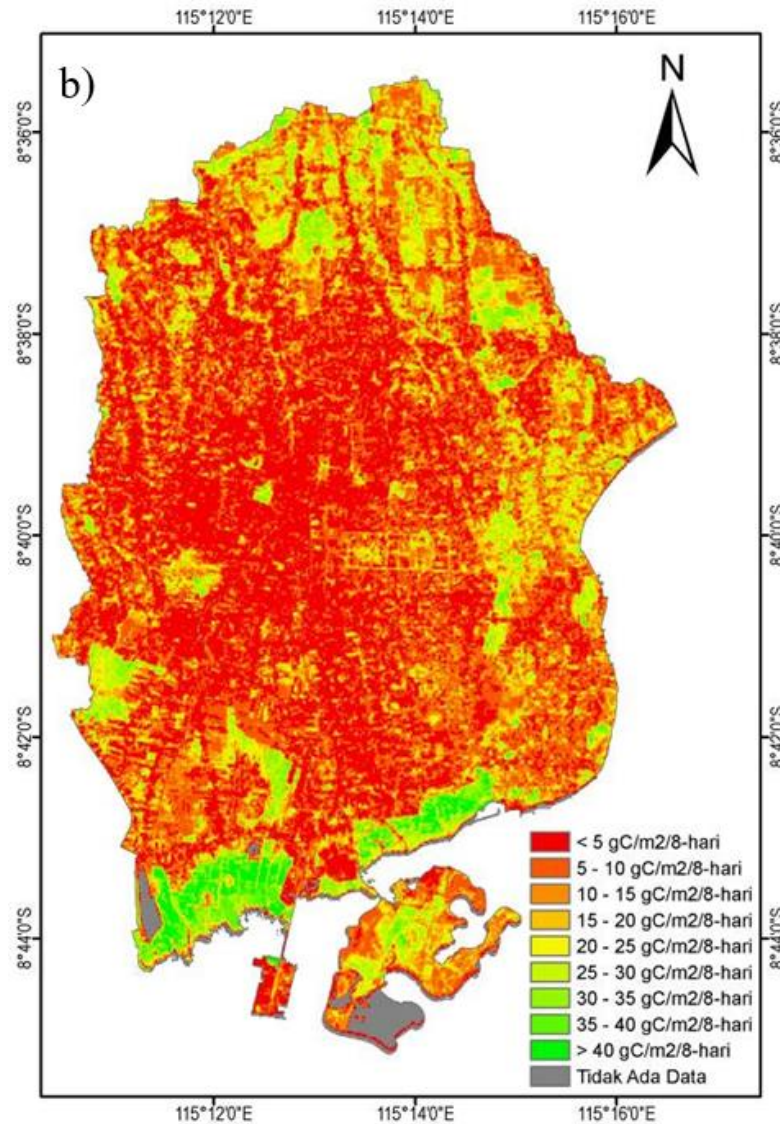 115°12'0"E 115°14'0"E 115°16'0"E
b)
N
8°36'0"S 8°36'0"S
8°38'0"S 8°38'0"S
8°40'0"S 8°40'0"S
8°42'0"S 8°42'0"S
8°44'0"S 8°44'0"S
< 5 gC/m2/8-hari
5 - 10 gC/m2/8-hari
10 - 15 gC/m2/8-hari
15 - 20 gC/m2/8-hari
20 - 25 gC/m2/8-hari
25 - 30 gC/m2/8-hari
30 - 35 gC/m2/8-hari
35 - 40 gC/m2/8-hari
> 40 gC/m2/8-hari
Tidak Ada Data
115°12'0"E 115°14'0"E 115°16'0"E